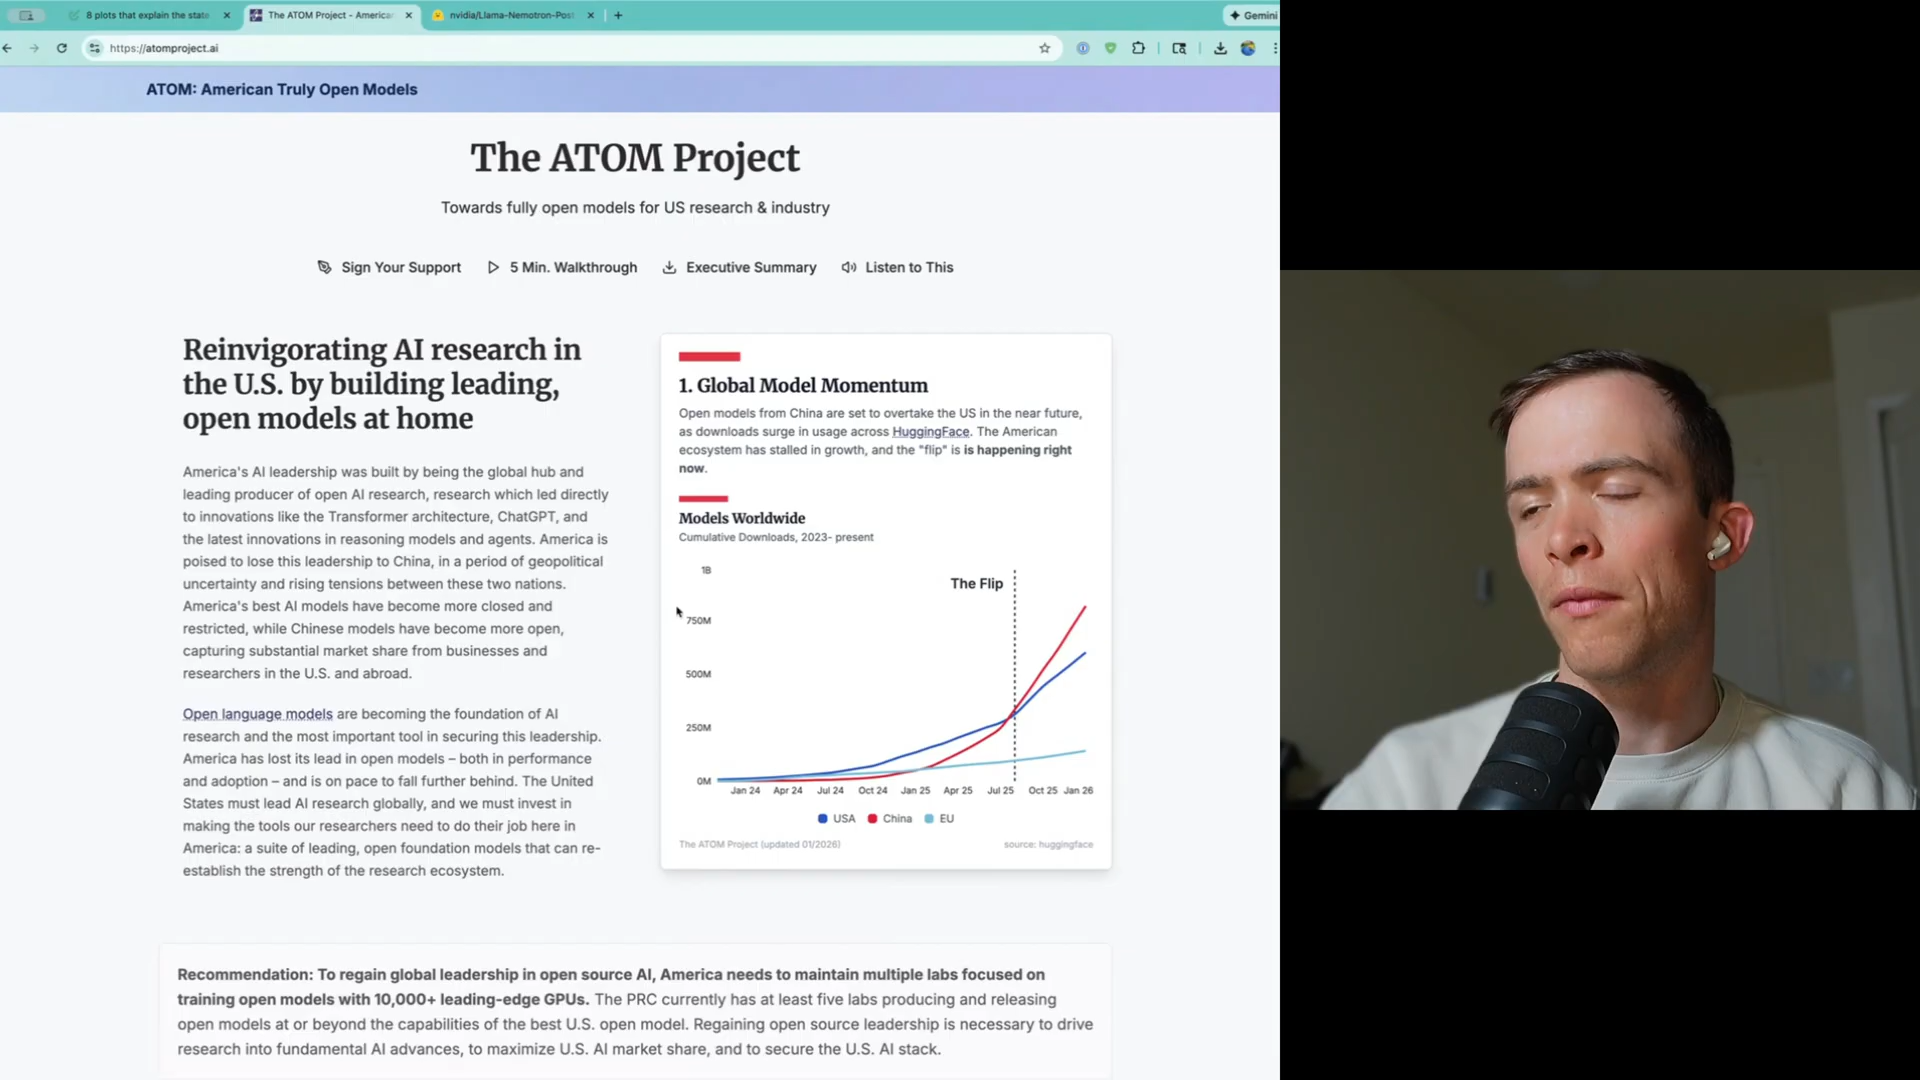 8 plots that explain the state
The ATOM Project - America
nvidia/Llama-Nemotron-Post
Gemini
https://atomproject.ai
ATOM: American Truly Open Models
The ATOM Project
Towards fully open models for US research & industry
Sign Your Support
5 Min. Walkthrough
Executive Summary
Listen to This
Reinvigorating AI research in
the U.S. by building leading,
open models at home
America's AI leadership was built by being the global hub and
leading producer of open AI research, research which led directly
to innovations like the Transformer architecture, ChatGPT, and
the latest innovations in reasoning models and agents. America is
poised to lose this leadership to China, in a period of geopolitical
uncertainty and rising tensions between these two nations.
America's best AI models have become more closed and
restricted, while Chinese models have become more open,
capturing substantial market share from businesses and
researchers in the U.S. and abroad.
Open language models are becoming the foundation of AI
research and the most important tool in securing this leadership.
America has lost its lead in open models – both in performance
and adoption – and is on pace to fall further behind. The United
States must lead AI research globally, and we must invest in
making the tools our researchers need to do their job here in
America: a suite of leading, open foundation models that can re-
establish the strength of the research ecosystem.
1. Global Model Momentum
Open models from China are set to overtake the US in the near future,
as downloads surge in usage across HuggingFace. The American
ecosystem has stalled in growth, and the "flip" is is happening right
now.
Models Worldwide
Cumulative Downloads, 2023- present
1B
The Flip
750M
500M
250M
0M
Jan 24 Apr 24 Jul 24 Oct 24 Jan 25 Apr 25 Jul 25 Oct 25 Jan 26
USA China EU
The ATOM Project (updated 01/2026)
source: huggingface
Recommendation: To regain global leadership in open source AI, America needs to maintain multiple labs focused on
training open models with 10,000+ leading-edge GPUs. The PRC currently has at least five labs producing and releasing
open models at or beyond the capabilities of the best U.S. open model. Regaining open source leadership is necessary to drive
research into fundamental AI advances, to maximize U.S. AI market share, and to secure the U.S. AI stack.